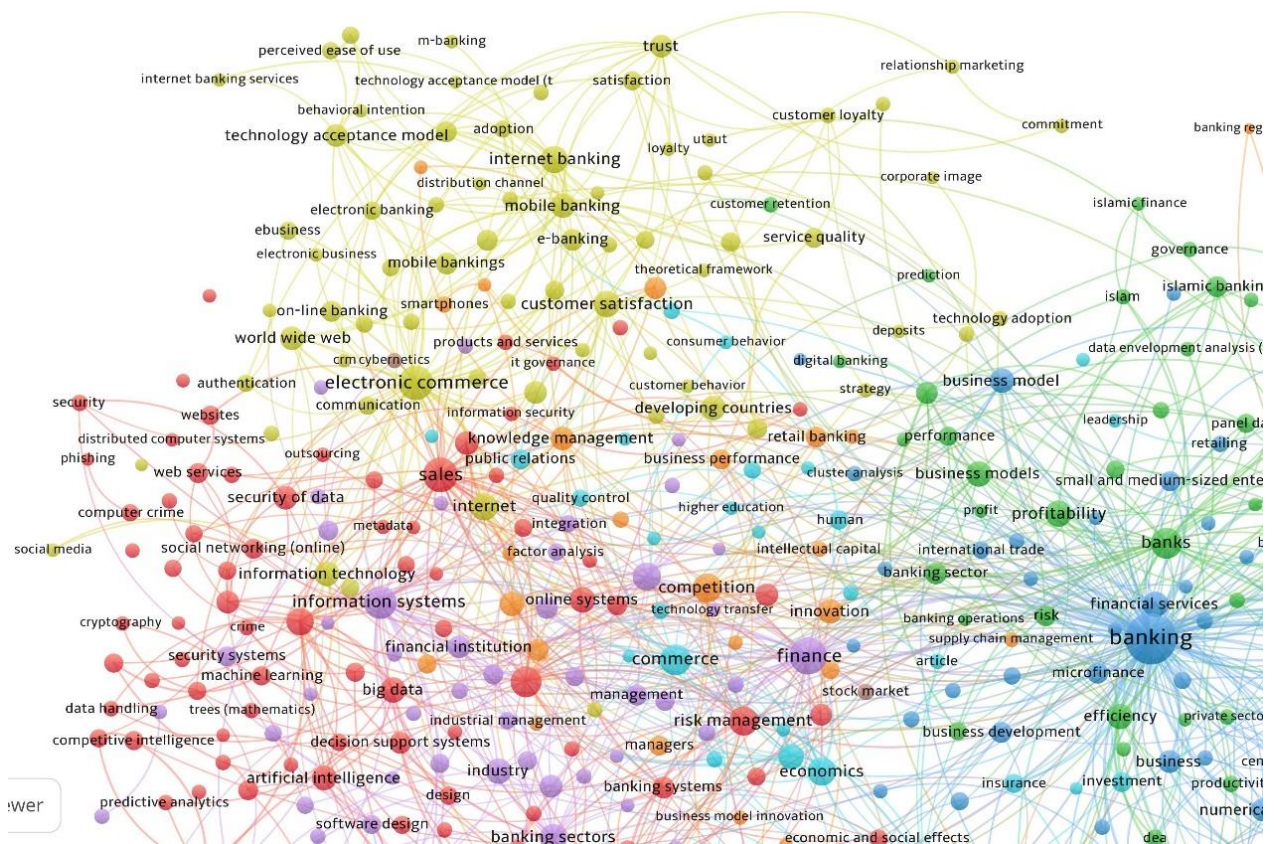 perceived ease of use
m-banking
trust
relationship marketing
internet banking services
technology acceptance model (t
satisfaction
behavioral intention
customer loyalty
commitment
banking reg
technology acceptance model
adoption
utaut
loyalty
internet banking
distribution channel
corporate image
electronic banking
mobile banking
customer retention
islamic finance
ebusiness
e-banking
service quality
governance
electronic business
mobile bankings
theoretical framework
prediction
islamic bankin
on-line banking
smartphones
customer satisfaction
islam
technology adoption
world wide web
products and services
consumer behavior
deposits
data envelopment analysis (
crm
cybernetics
it governance
digital banking
authentication
electronic commerce
customer behavior
strategy
business model
security
websites
communication
information security
developing countries
leadership
panel da
distributed computer systems
knowledge management
retail banking
performance
retailing
phishing
outsourcing
public relations
business performance
web services
sales
cluster analysis
business models
small and medium-sized ente
security of data
quality control
computer crime
internet
higher education
human
profit
profitability
metadata
integration
social media
social networking (online)
factor analysis
intellectual capital
international trade
banks
information technology
competition
banking sector
information systems
online systems
technology transfer
innovation
financial services
cryptography
crime
banking operations
risk
security systems
financial institution
commerce
finance
supply chain management
banking
article
machine learning
microfinance
big data
management
stock market
data handling
trees (mathematics)
industrial management
risk management
efficiency
private secto
competitive intelligence
decision support systems
managers
business development
artificial intelligence
industry
economics
business
cen
insurance
investment
productivit
ewer
predictive analytics
design
banking systems
numerica
software design
business model innovation
banking sectors
economic and social effects
dea